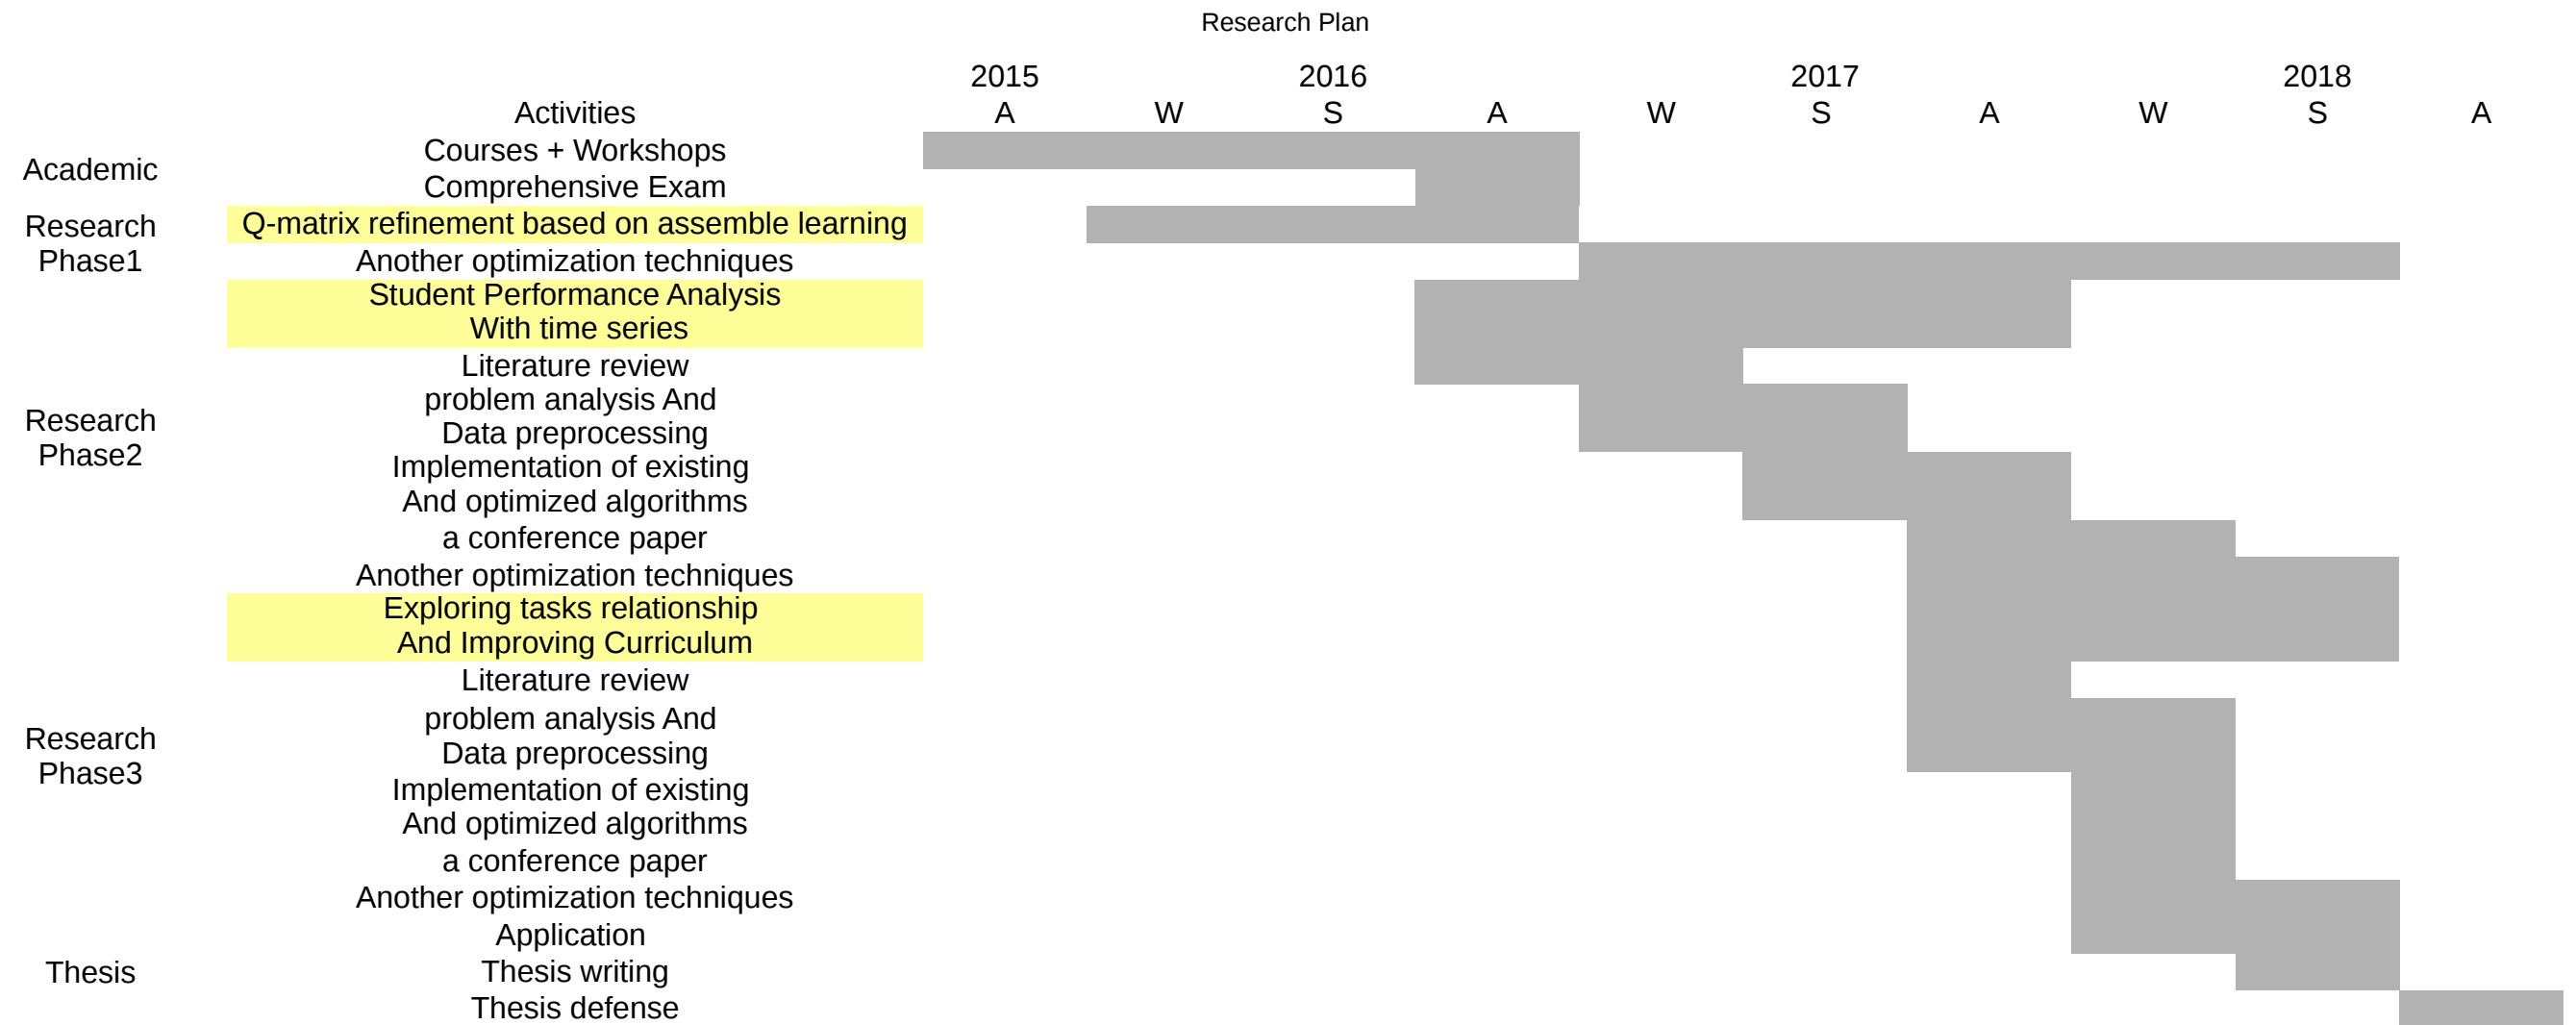 Research Plan
2015 2016 2017 2018
Activities A W S A W S A W S A
Academic
Courses + Workshops
Comprehensive Exam
Research
Phase1
Q-matrix refinement based on assemble learning
Another optimization techniques
Student Performance Analysis
With time series
Research
Phase2
Literature review
problem analysis And
Data preprocessing
Implementation of existing
And optimized algorithms
a conference paper
Another optimization techniques
Exploring tasks relationship
And Improving Curriculum
Research
Phase3
Literature review
problem analysis And
Data preprocessing
Implementation of existing
And optimized algorithms
a conference paper
Another optimization techniques
Application
Thesis
Thesis writing
Thesis defense